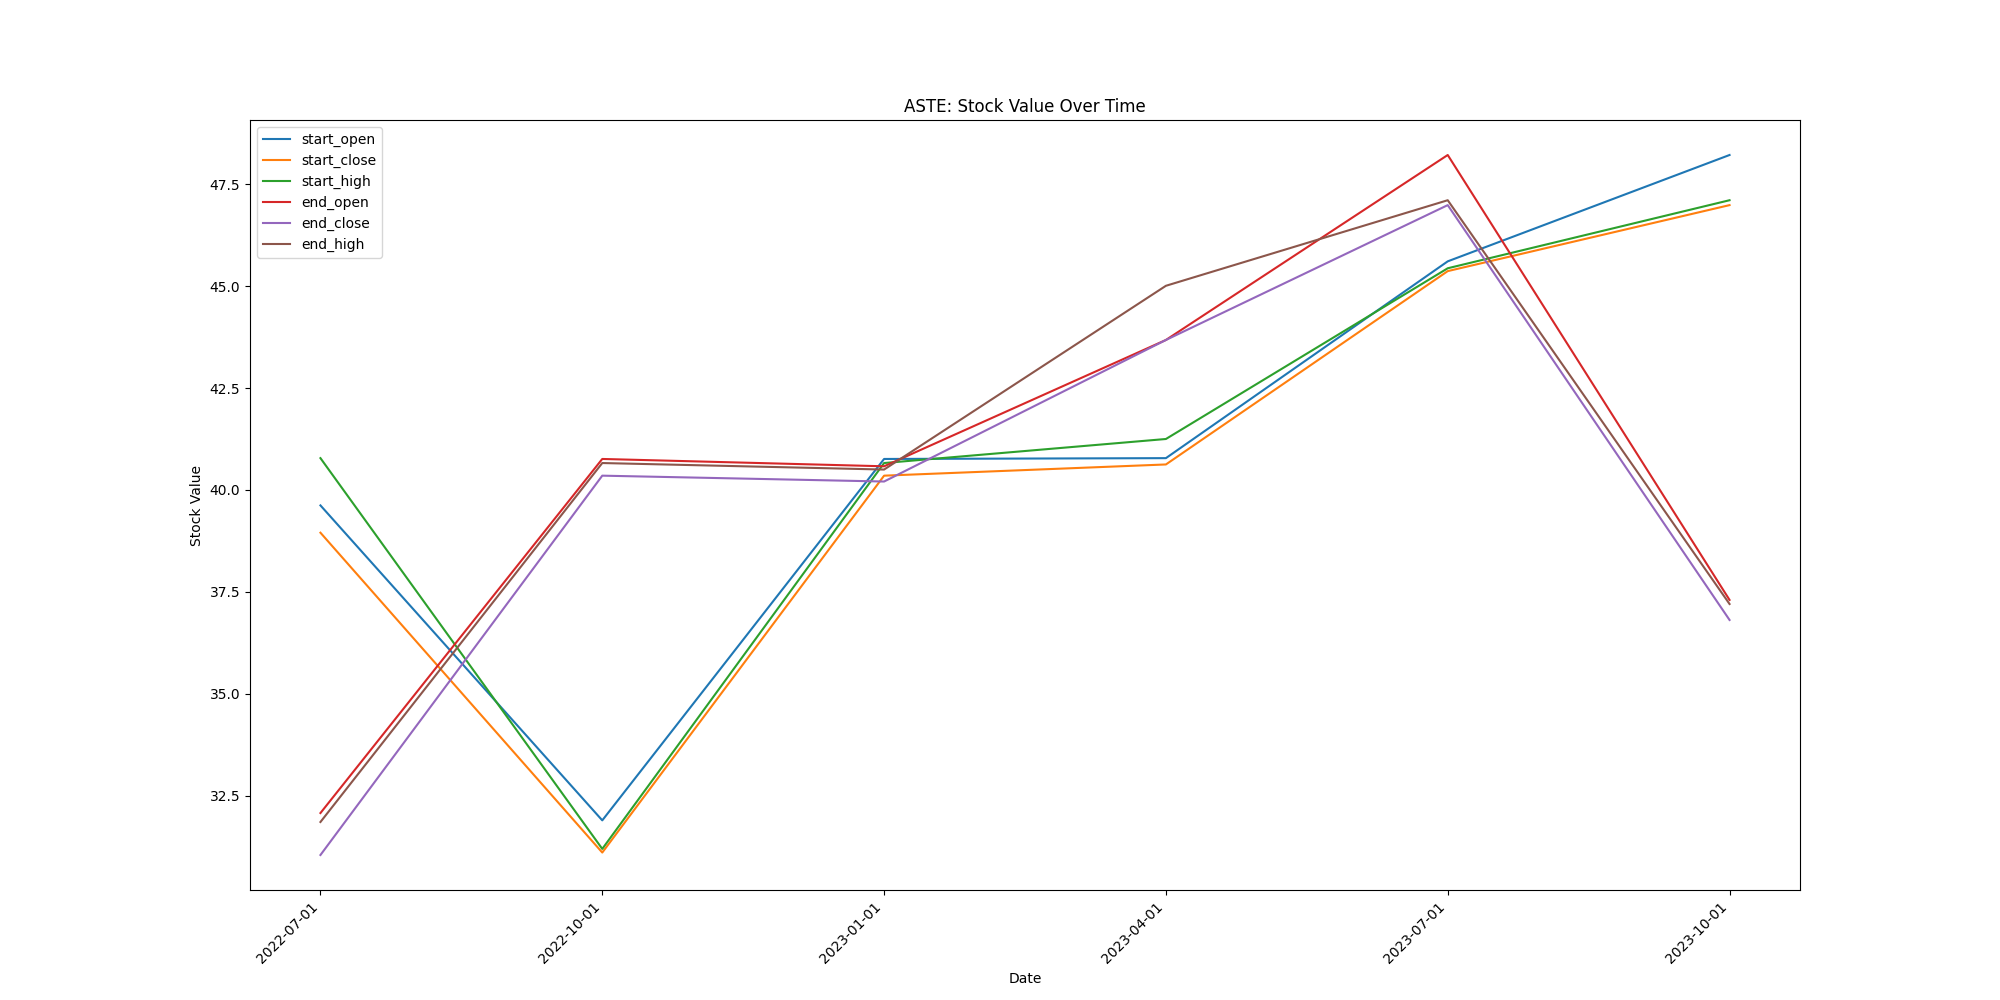 ASTE: Stock Value Over Time
start_open
start_close
start_high
end_open
end_close
end_high
47.5
45.0
42.5
40.0
37.5
35.0
32.5
Stock Value
2022-07-01
2022-10-01
2023-01-01
2023-04-01
2023-07-01
2023-10-01
Date